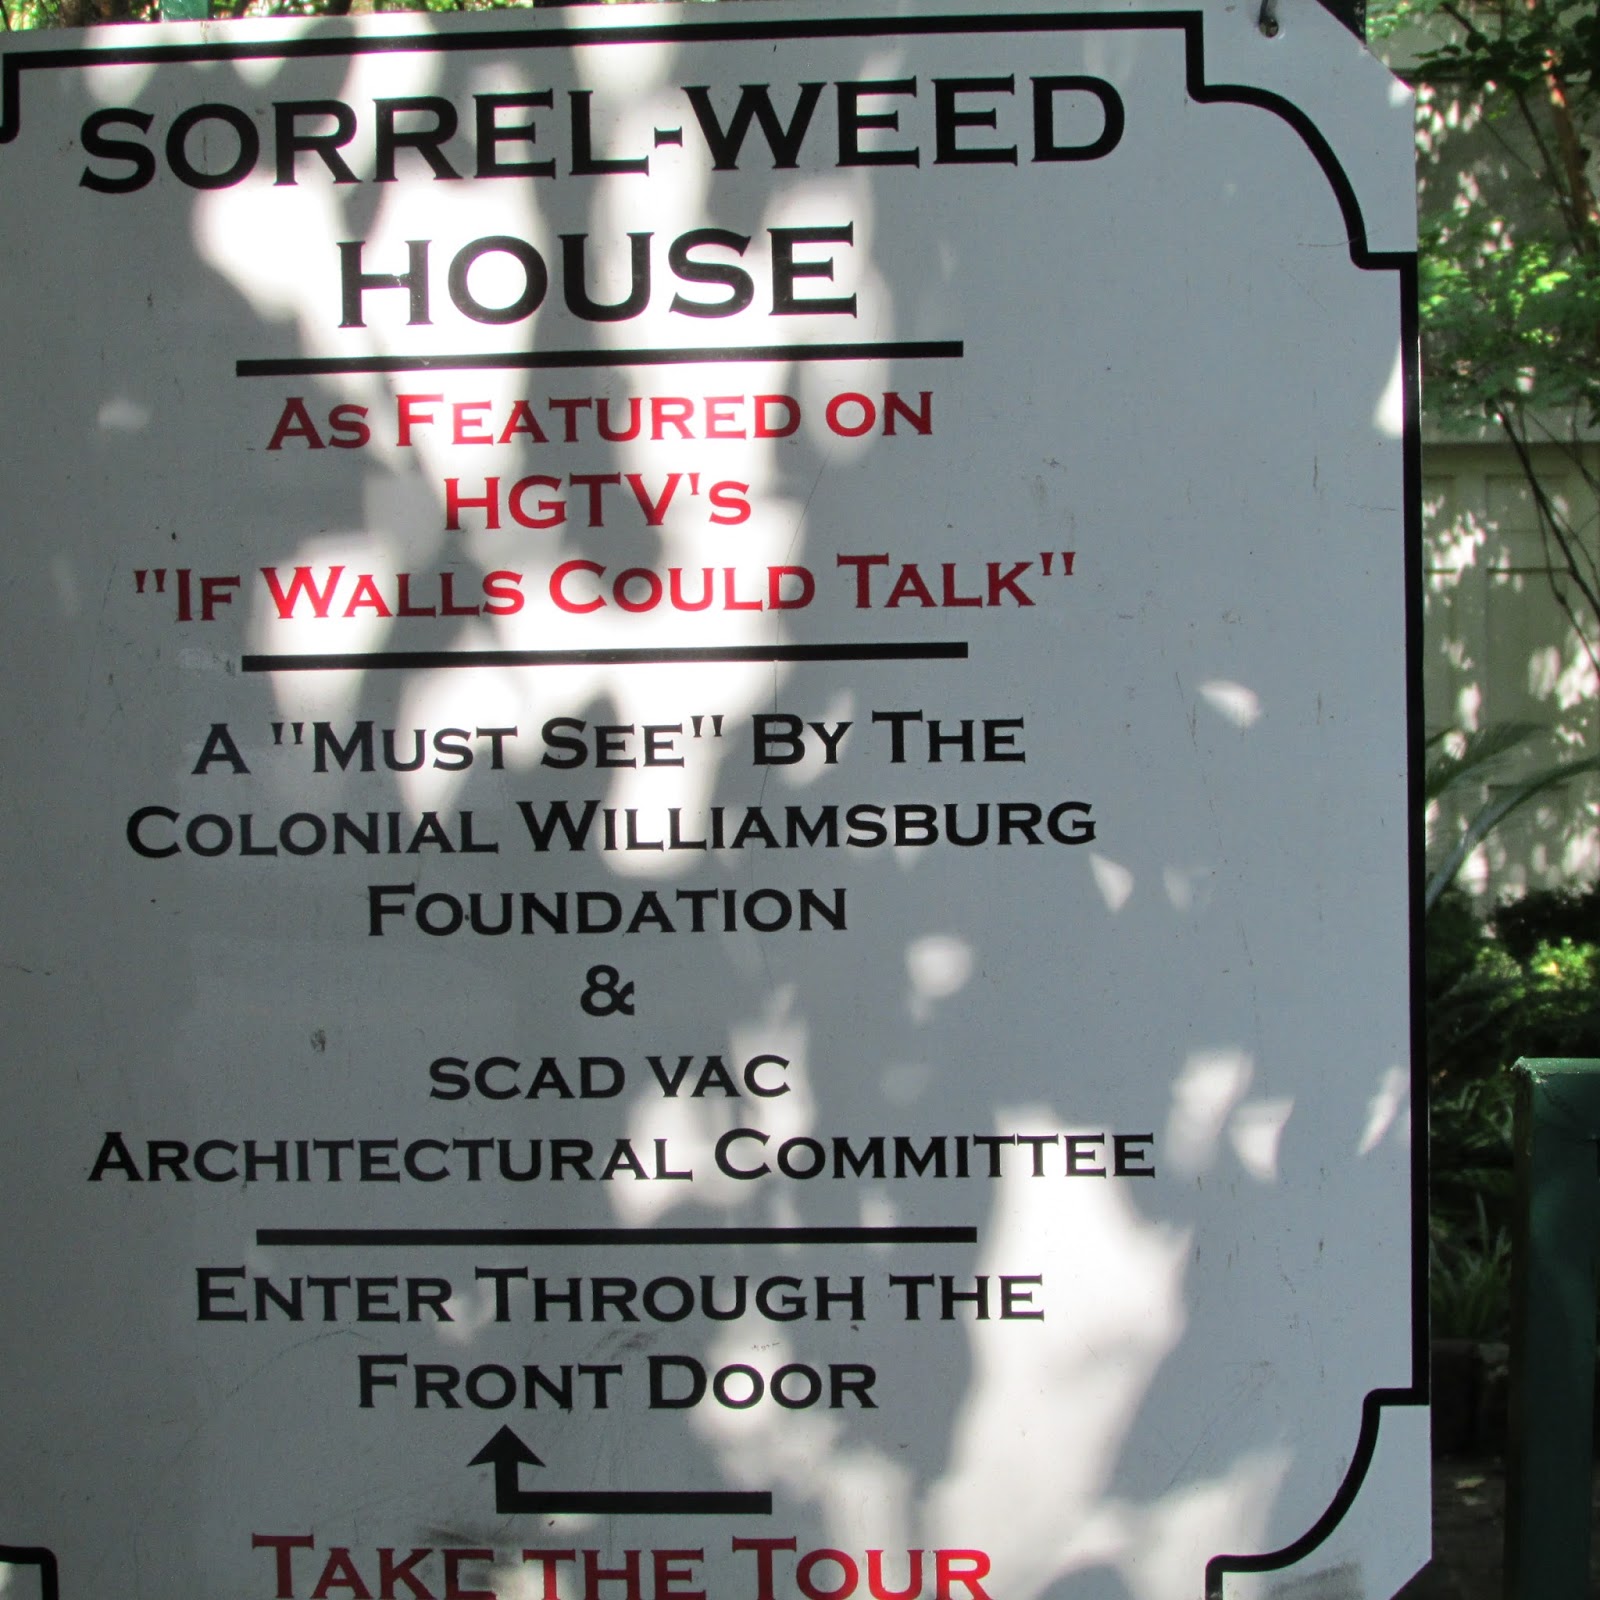 SORREL-WEED
HOUSE
AS FEATURED ON
HGTV'S
"IF WALLS COULD TALK"
A "MUST SEE" BY THE
COLONIAL WILLIAMSBURG
FOUNDATION
&
SCAD VAC
ARCHITECTURAL COMMITTEE
ENTER THROUGH THE
FRONT DOOR
TAKE THE TOUR